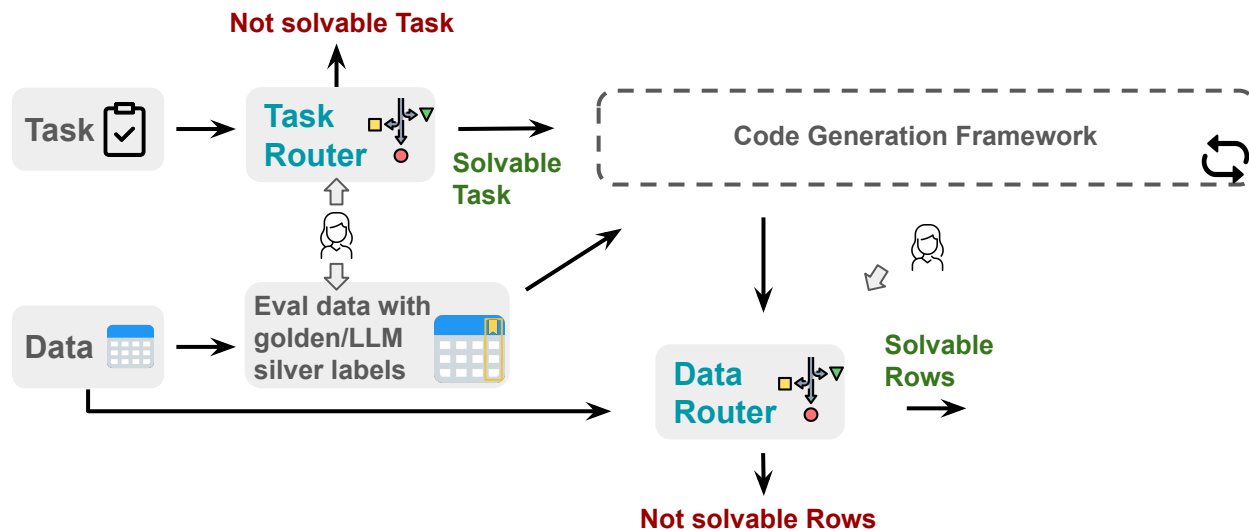 Not solvable Task
Task
Task
Router
Solvable
Task
Code Generation Framework
Data
Eval data with
golden/LLM
silver labels
Data
Router
Solvable
Rows
Not solvable Rows